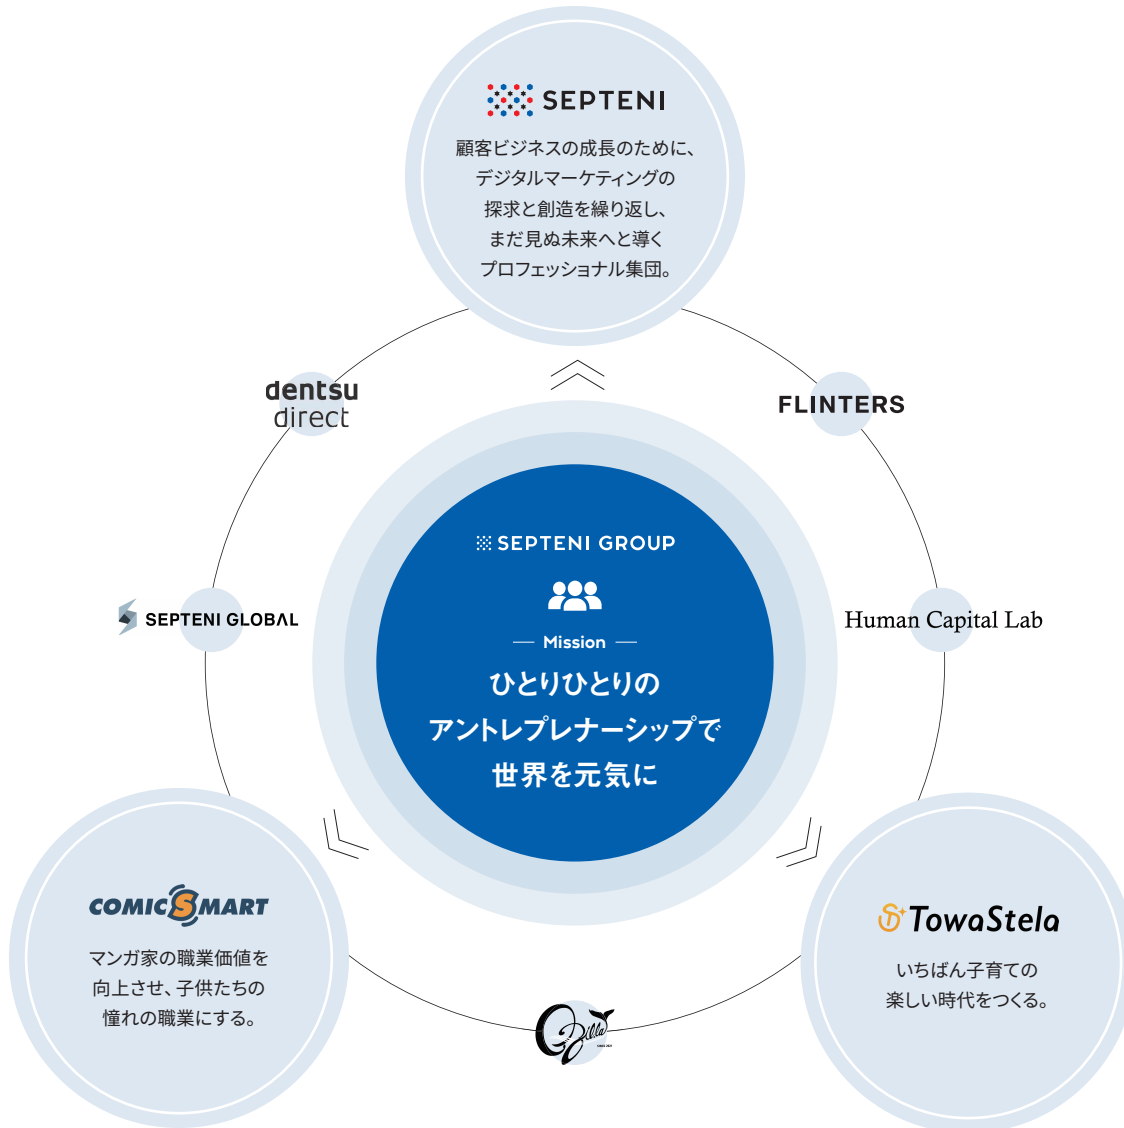 SEPTENI
顧客ビジネスの成長のために、
デジタルマーケティングの
探求と創造を繰り返し、
まだ見ぬ未来へと導く
プロフェッショナル集団。
dentsu
direct
FLINTERS
SEPTENI GROUP
Mission
ひとりひとりの
アントレプレナーシップで
世界を元気に
SEPTENI GLOBAL
Human Capital Lab
COMICSMART
マンガ家の職業価値を
向上させ、子供たちの
憧れの職業にする。
TowaStela
いちばん子育ての
楽しい時代をつくる。